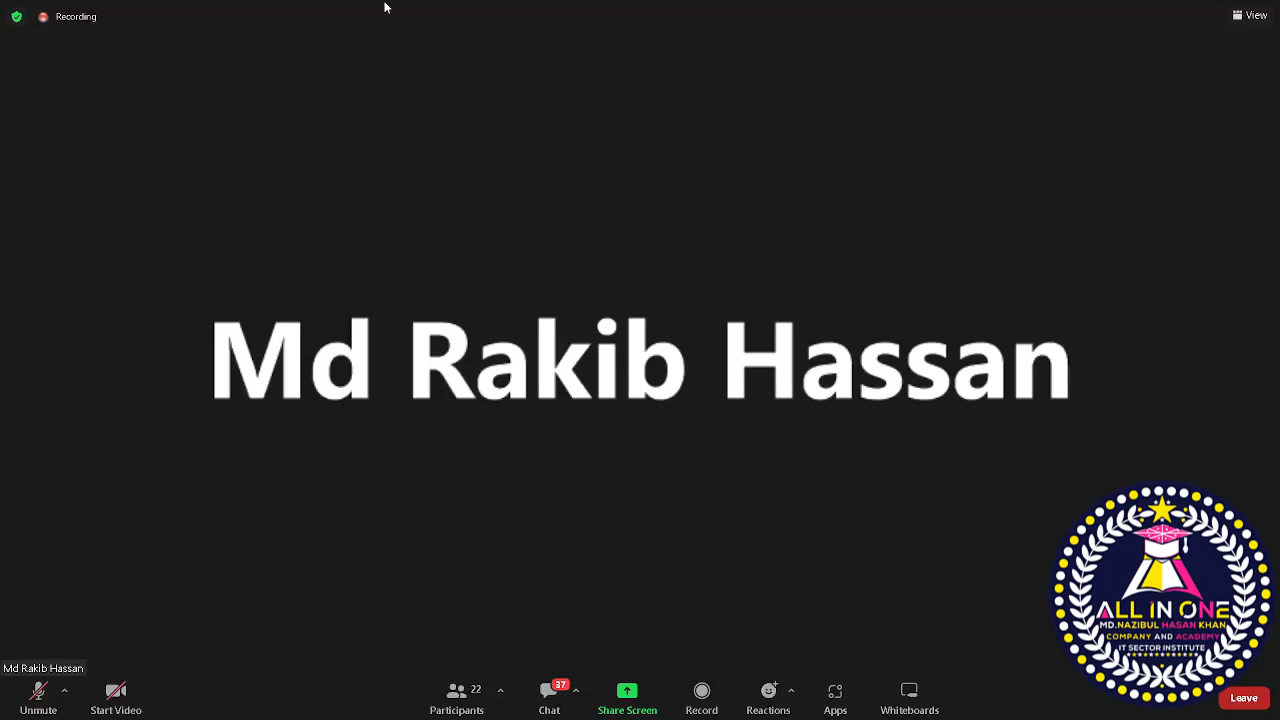 Recording
View
Md Rakib Hassan
ALL IN ONE
MD.NAZIBUL HASAN KHAN
COMPANY AND ACADEMY
IT SECTOR INSTITUTE
Md Rakib Hassan
Unmute
Start Video
22
Participants
37
Chat
Share Screen
Record
Reactions
Apps
Whiteboards
Leave